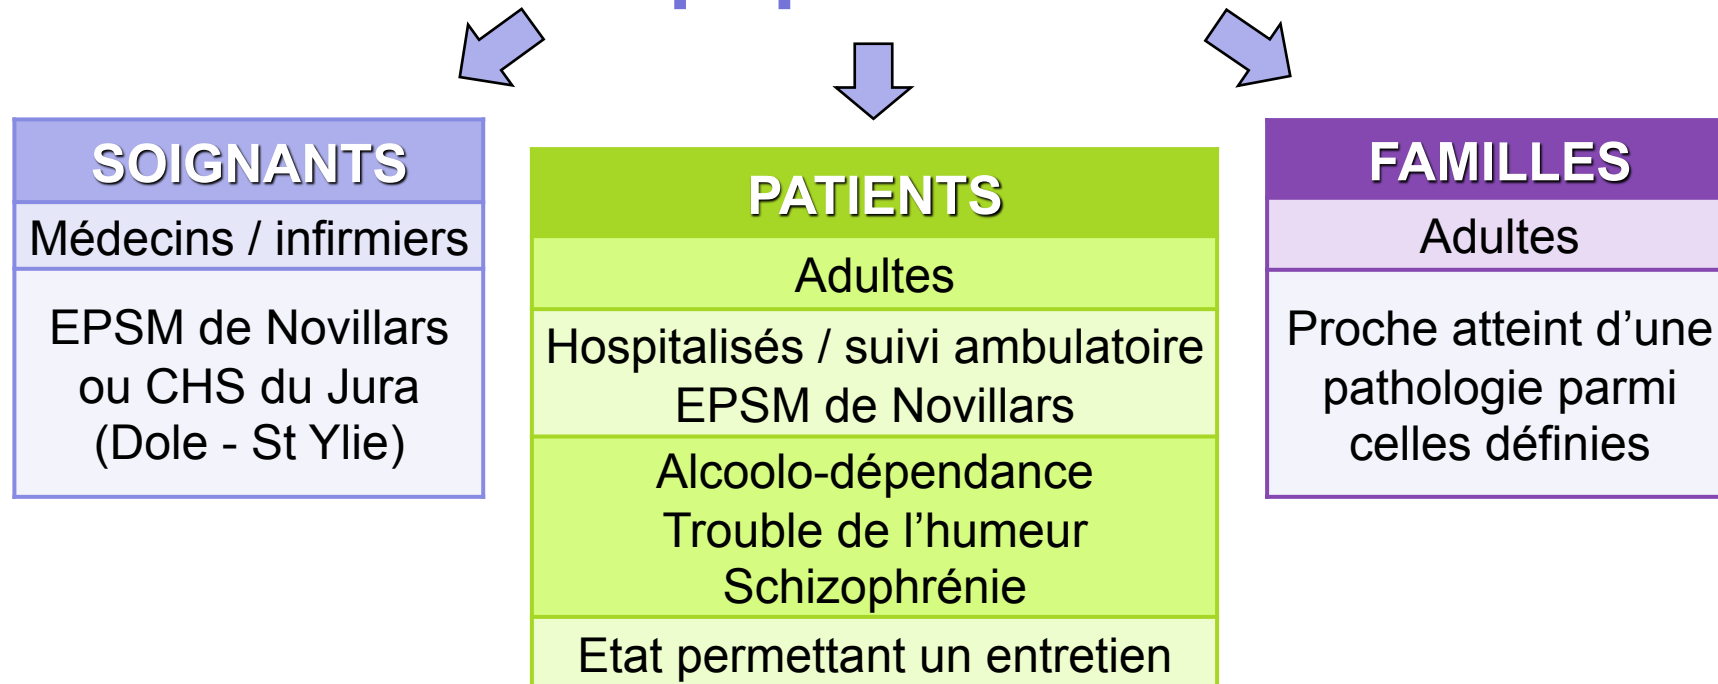 SOIGNANTS
Médecins / infirmiers
EPSM de Novillars
ou CHS du Jura
(Dole - St Ylie)
PATIENTS
Adultes
Hospitalisés / suivi ambulatoire
EPSM de Novillars
Alcoolo-dépendance
Trouble de l’humeur
Schizophrénie
Etat permettant un entretien
FAMILLES
Adultes
Proche atteint d’une
pathologie parmi
celles définies